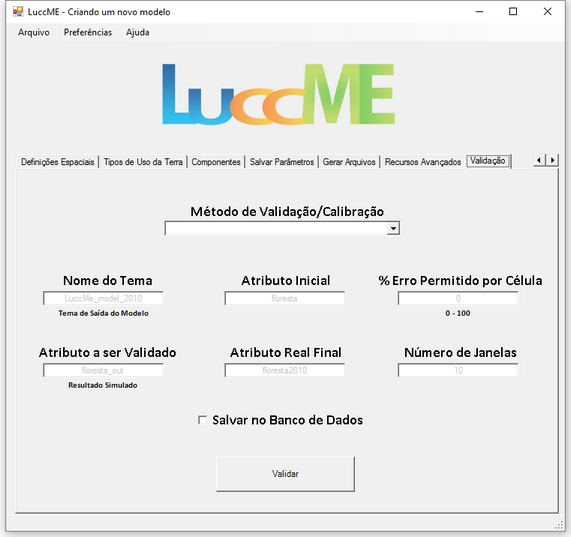 LuccME - Criando um novo modelo
Arquivo Preferências Ajuda
LuccME
Definições Espaciais Tipos de Uso da Terra Componentes Salvar Parâmetros Gerar Arquivos Recursos Avançados Validação
Método de Validação/Calibração
Nome do Tema Atributo Inicial % Erro Permitido por Célula
LuccMe_model_2010 floresta 0
Tema de Saída do Modelo 0 - 100
Atributo a ser Validado Atributo Real Final Número de Janelas
floresta_out floresta2010 10
Resultado Simulado
Salvar no Banco de Dados
Validar